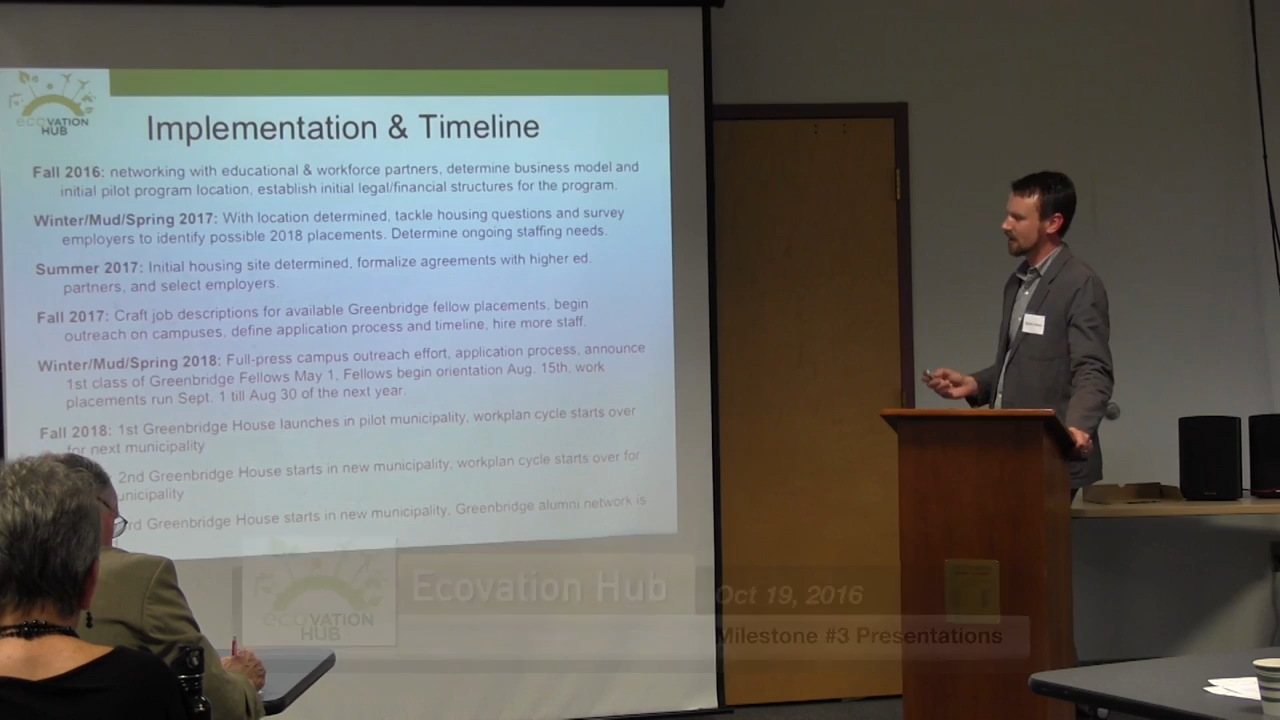 ecoVATION
HUB
Implementation & Timeline
Fall 2016: networking with educational & workforce partners, determine business model and
initial pilot program location, establish initial legal/financial structures for the program.
Winter/Mud/Spring 2017: With location determined, tackle housing questions and survey
employers to identify possible 2018 placements. Determine ongoing staffing needs.
Summer 2017: Initial housing site determined, formalize agreements with higher ed.
partners, and select employers.
Fall 2017: Craft job descriptions for available Greenbridge fellow placements, begin
outreach on campuses, define application process and timeline, hire more staff.
Winter/Mud/Spring 2018: Full-press campus outreach effort, application process, announce
1st class of Greenbridge Fellows May 1. Fellows begin orientation Aug. 15th, work
placements run Sept. 1 till Aug 30 of the next year.
Fall 2018: 1st Greenbridge House launches in pilot municipality, workplan cycle starts over
for next municipality
2nd Greenbridge House starts in new municipality, workplan cycle starts over for
unicipality
rd Greenbridge House starts in new municipality, Greenbridge alumni network is
ecoVATION
HUB
Ecovation Hub
Oct 19, 2016
Milestone #3 Presentations